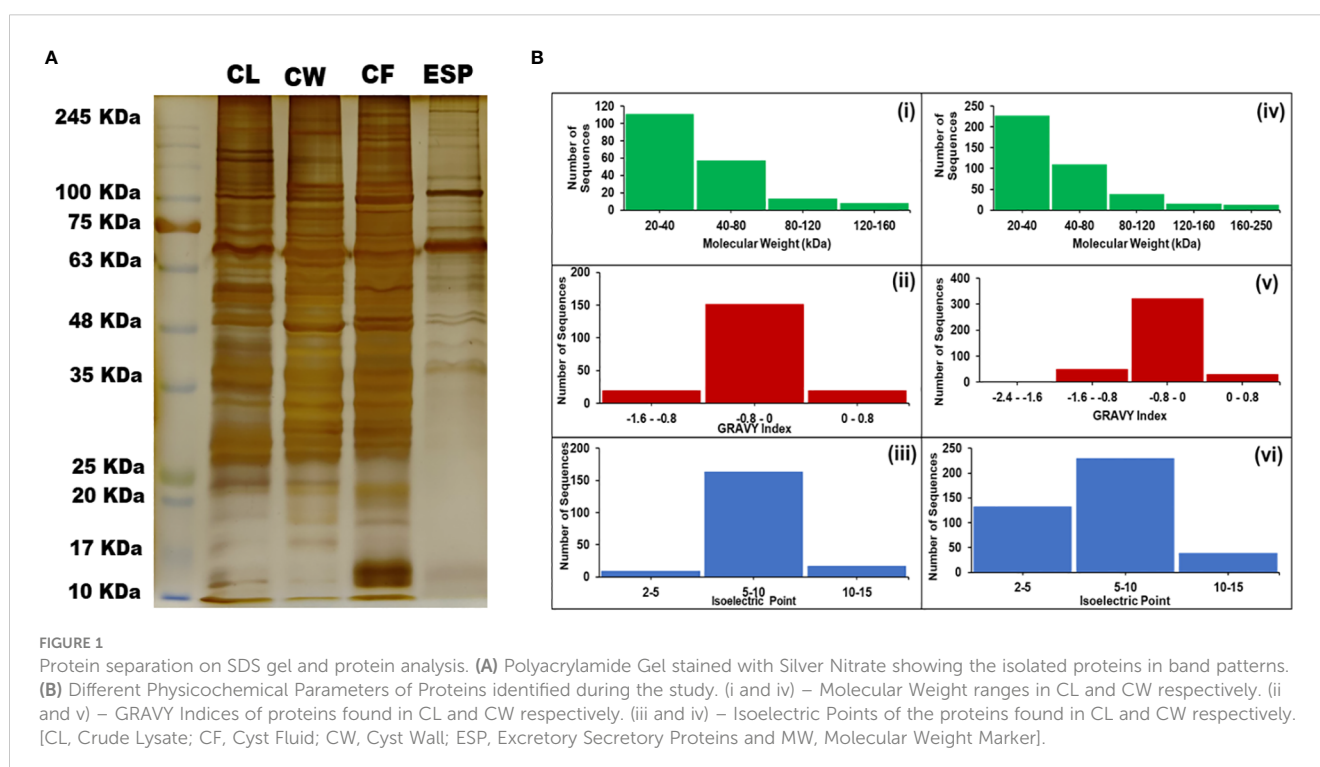 A
CL CW CF ESP
245 KDa
100 KDa
75 KDa
63 KDa
48 KDa
35 KDa
25 KDa
20 KDa
17 KDa
10 KDa
B
(i)
Number of
Sequences
120
100
80
60
40
20
0
20-40 40-80 80-120 120-160
Molecular Weight (kDa)
(iv)
Number of
Sequences
250
200
150
100
50
0
20-40 40-80 80-120 120-160 160-250
Molecular Weight (kDa)
(ii)
Number of Sequences
200
150
100
50
0
-1.6 - -0.8 -0.8 - 0 0 - 0.8
GRAVY Index
(v)
Number of Sequences
400
300
200
100
0
-2.4 - -1.6 -1.6 - -0.8 -0.8 - 0 0 - 0.8
GRAVY Index
(iii)
Number of Sequences
200
150
100
50
0
2-5 5-10 10-15
Isoelectric Point
(vi)
Number of Sequences
250
200
150
100
50
0
2-5 5-10 10-15
Isoelectric Point
FIGURE 1
Protein separation on SDS gel and protein analysis. (A) Polyacrylamide Gel stained with Silver Nitrate showing the isolated proteins in band patterns.
(B) Different Physicochemical Parameters of Proteins identified during the study. (i and iv) – Molecular Weight ranges in CL and CW respectively. (ii
and v) – GRAVY Indices of proteins found in CL and CW respectively. (iii and iv) – Isoelectric Points of the proteins found in CL and CW respectively.
[CL, Crude Lysate; CF, Cyst Fluid; CW, Cyst Wall; ESP, Excretory Secretory Proteins and MW, Molecular Weight Marker].